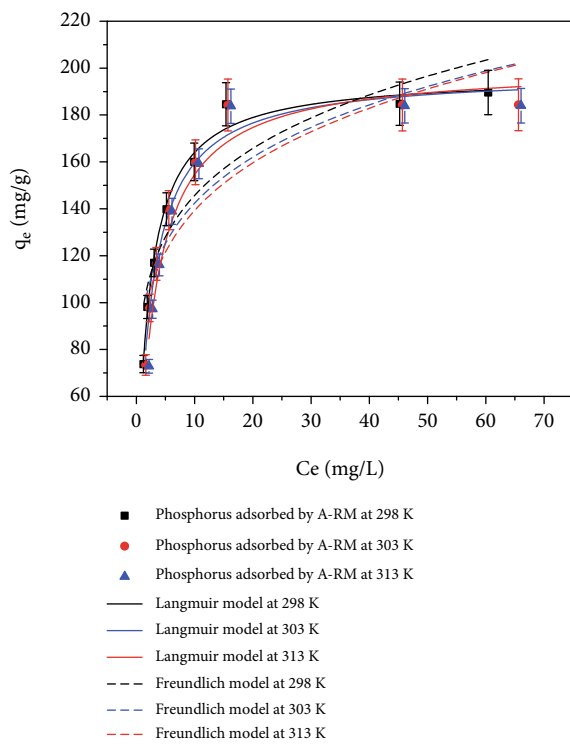 220
200
180
160
140
120
100
80
60
qe (mg/g)
0 10 20 30 40 50 60 70
Ce (mg/L)
Phosphorus adsorbed by A-RM at 298 K
Phosphorus adsorbed by A-RM at 303 K
Phosphorus adsorbed by A-RM at 313 K
Langmuir model at 298 K
Langmuir model at 303 K
Langmuir model at 313 K
Freundlich model at 298 K
Freundlich model at 303 K
Freundlich model at 313 K